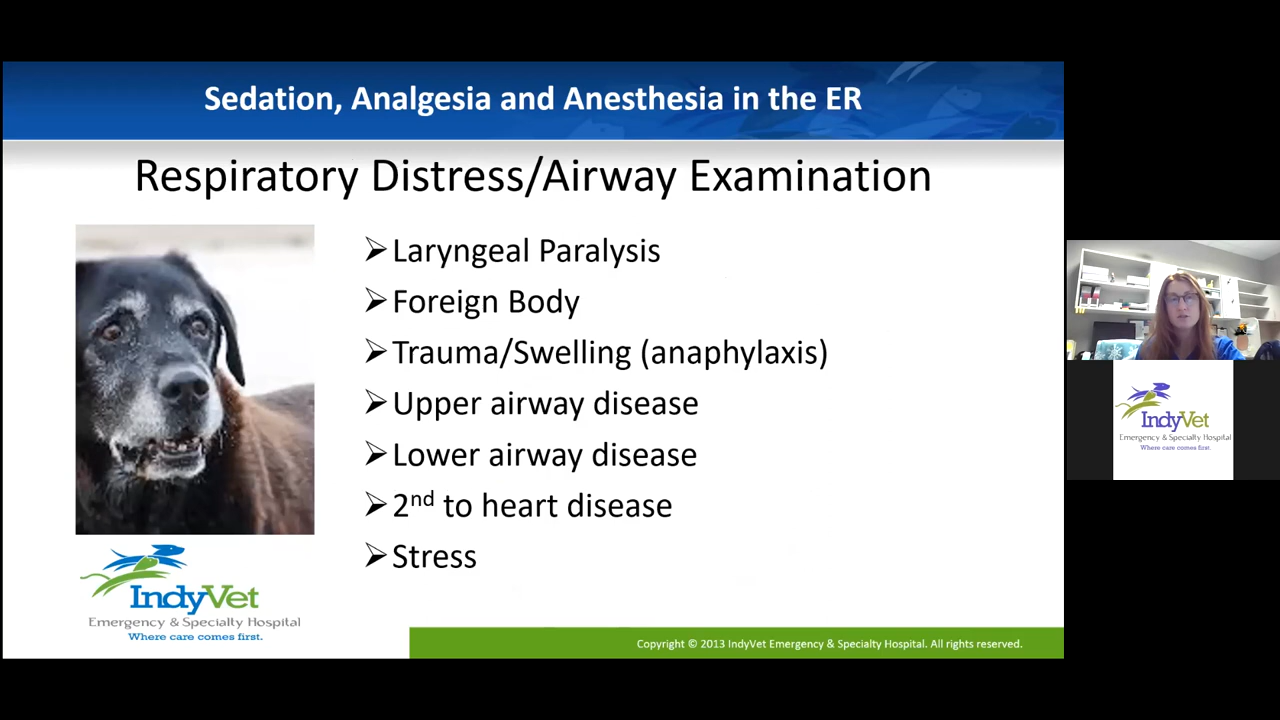 Sedation, Analgesia and Anesthesia in the ER
Respiratory Distress/Airway Examination
➢Laryngeal Paralysis
➢Foreign Body
➢Trauma/Swelling (anaphylaxis)
➢Upper airway disease
➢Lower airway disease
➢2nd to heart disease
➢Stress
IndyVet
Emergency & Specialty Hospital
Where care comes first.
Copyright © 2013 IndyVet Emergency & Specialty Hospital. All rights reserved.
IndyVet
Emergency & Specialty Hospital
Where care comes first.